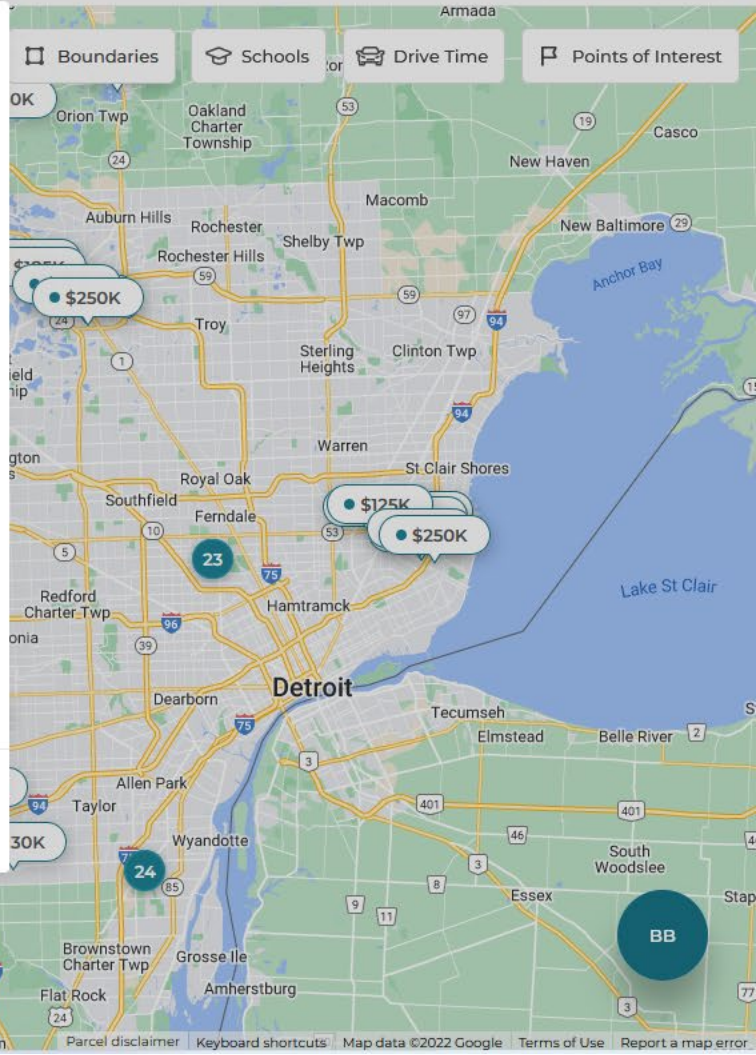 Armada
Boundaries
Schools
Drive Time
Points of Interest
0K
Orion Twp
Oakland
Charter
Township
53
19
Casco
24
New Haven
Macomb
Auburn Hills
Rochester
Shelby Twp
New Baltimore
29
Rochester Hills
59
Anchor Bay
$250K
24
59
97
94
Troy
1
Sterling
Heights
Clinton Twp
94
Warren
St Clair Shores
Royal Oak
Southfield
$125K
Ferndale
10
53
$250K
5
23
75
Lake St Clair
Redford
Charter Twp
Hamtramck
96
39
Detroit
Dearborn
Tecumseh
75
Elmstead
Belle River
2
3
Allen Park
94
Taylor
401
401
30K
Wyandotte
46
South
Woodslee
24
85
3
8
Essex
9
11
BB
Brownstown
Charter Twp
Grosse Ile
Flat Rock
Amherstburg
77
24
3
Parcel disclaimer
Keyboard shortcuts
Map data ©2022 Google
Terms of Use
Report a map error